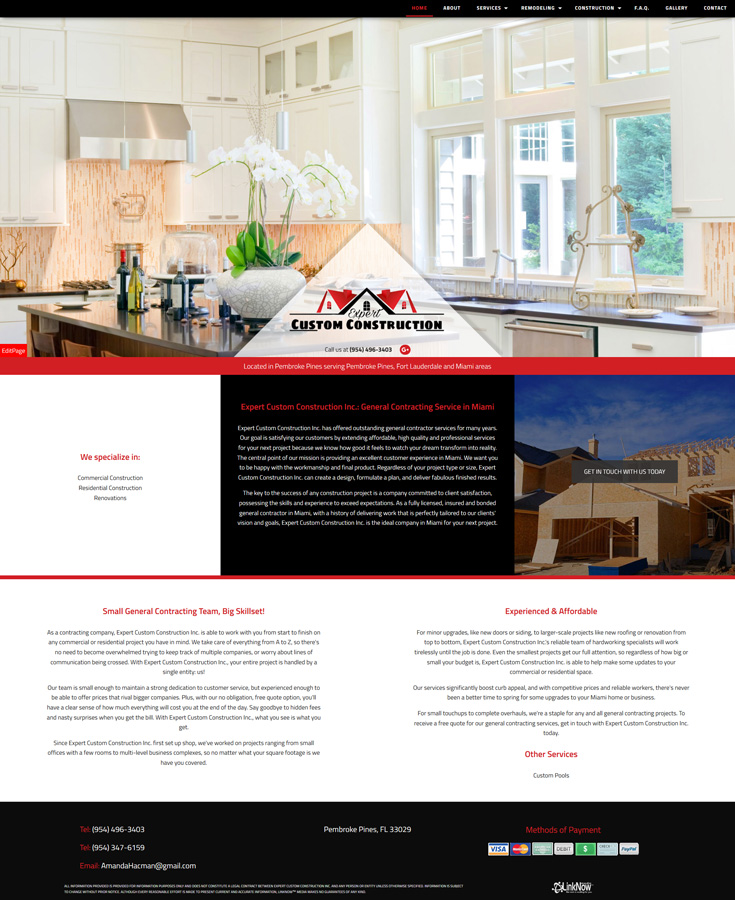 HOME ABOUT SERVICES REMODELING CONSTRUCTION F.A.Q. GALLERY CONTACT
Expert
CUSTOM CONSTRUCTION
Call us at (954) 496-3403 G+
EditPage
Located in Pembroke Pines serving Pembroke Pines, Fort Lauderdale and Miami areas
We specialize in:
Commercial Construction
Residential Construction
Renovations
Expert Custom Construction Inc.: General Contracting Service in Miami
Expert Custom Construction Inc. has offered outstanding general contractor services for many years.
Our goal is satisfying our customers by extending affordable, high quality and professional services
for your next project because we know how good it feels to watch your dream transform into reality.
The central point of our mission is providing an excellent customer experience in Miami. We want you
to be happy with the workmanship and final product. Regardless of your project type or size, Expert
Custom Construction Inc. can create a design, formulate a plan, and deliver fabulous finished results.
The key to the success of any construction project is a company committed to client satisfaction,
possessing the skills and experience to exceed expectations. As a fully licensed, insured and bonded
general contractor in Miami, with a history of delivering work that is perfectly tailored to our clients'
vision and goals, Expert Custom Construction Inc. is the ideal company in Miami for your next project.
GET IN TOUCH WITH US TODAY
Small General Contracting Team, Big Skillset!
As a contracting company, Expert Custom Construction Inc. is able to work with you from start to finish on
any commercial or residential project you have in mind. We take care of everything from A to Z, so there's
no need to become overwhelmed trying to keep track of multiple companies, or worry about lines of
communication being crossed. With Expert Custom Construction Inc., your entire project is handled by a
single entity: us!
Our team is small enough to maintain a strong dedication to customer service, but experienced enough to
be able to offer prices that rival bigger companies. Plus, with our no obligation, free quote option, you'll
have a clear sense of how much everything will cost you at the end of the day. Say goodbye to hidden fees
and nasty surprises when you get the bill. With Expert Custom Construction Inc., what you see is what you
get.
Since Expert Custom Construction Inc. first set up shop, we've worked on projects ranging from small
offices with a few rooms to multi-level business complexes, so no matter what your square footage is we
have you covered.
Experienced & Affordable
For minor upgrades, like new doors or siding, to larger-scale projects like new roofing or renovation from
top to bottom, Expert Custom Construction Inc's reliable team of hardworking specialists will work
tirelessly until the job is done. Even the smallest projects get our full attention, so regardless of how big or
small your budget is, Expert Custom Construction Inc. is able to help make some updates to your
commercial or residential space.
Our services significantly boost curb appeal, and with competitive prices and reliable workers, there's never
been a better time to spring for some upgrades to your Miami home or business.
For small touchups to complete overhauls, we're a staple for any and all general contracting projects. To
receive a free quote for our general contracting services, get in touch with Expert Custom Construction Inc.
today.
Other Services
Custom Pools
Tel: (954) 496-3403
Tel: (954) 347-6159
Email: AmandaHacman@gmail.com
Pembroke Pines, FL 33029
Methods of Payment
VISA MasterCard DEBIT $ PayPal
ALL INFORMATION PROVIDED IS PROVIDED FOR INFORMATION PURPOSES ONLY AND DOES NOT CONSTITUTE A LEGAL CONTRACT BETWEEN EXPERT CUSTOM CONSTRUCTION INC. AND ANY PERSON OR ENTITY UNLESS OTHERWISE SPECIFIED. INFORMATION IS SUBJECT
TO CHANGE WITHOUT PRIOR NOTICE. ALTHOUGH EVERY REASONABLE EFFORT IS MADE TO PRESENT CURRENT AND ACCURATE INFORMATION, LINKNOW™ MEDIA MAKES NO GUARANTEES OF ANY KIND.
LinkNow